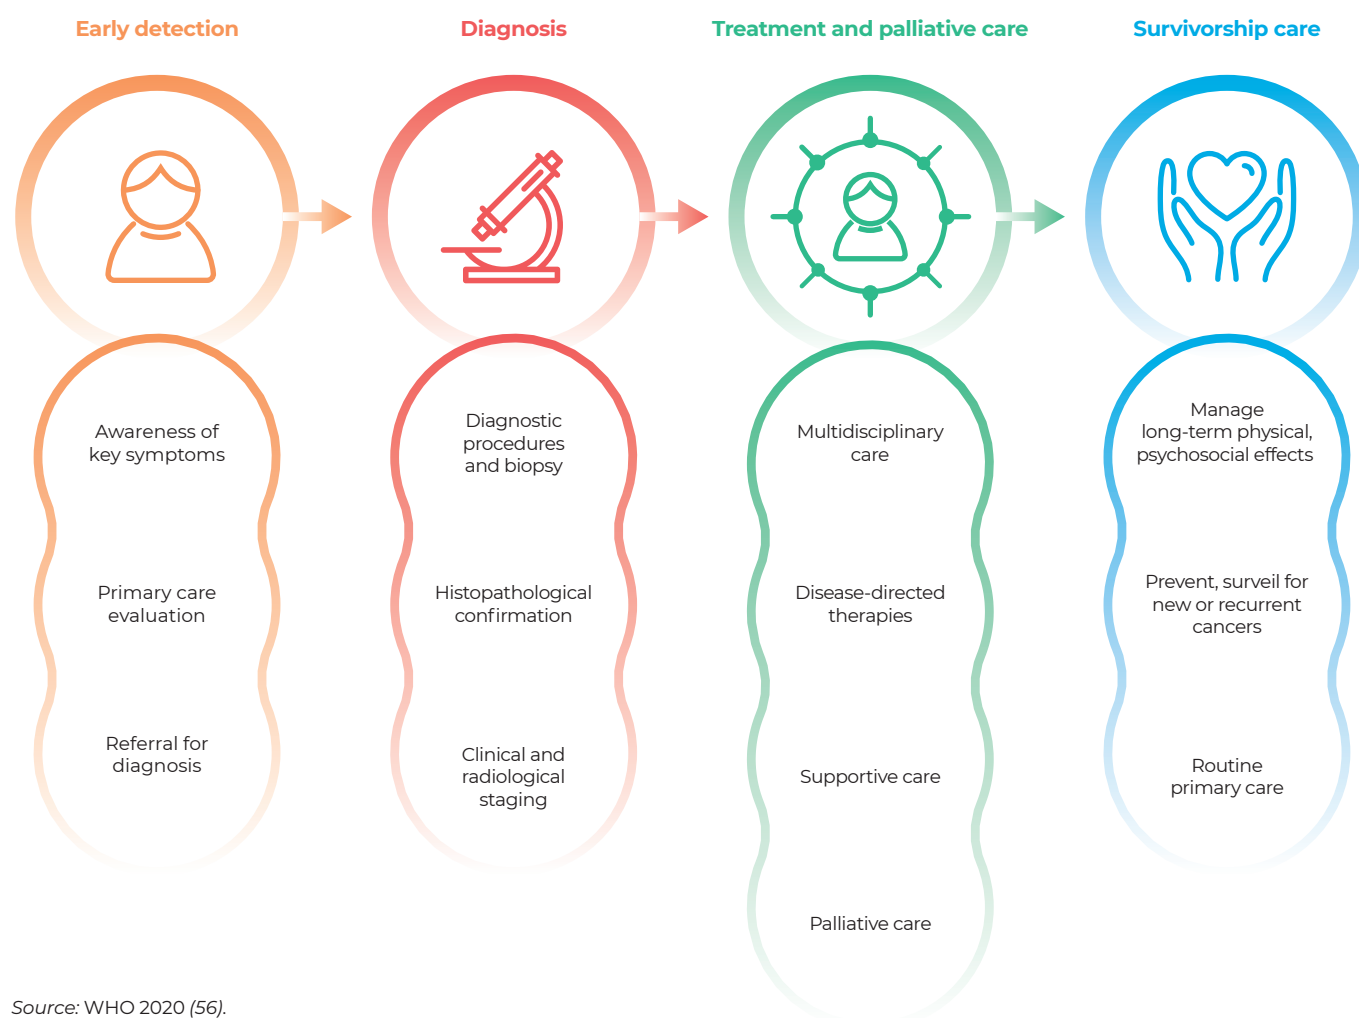 Early detection
Awareness of
key symptoms
Primary care
evaluation
Referral for
diagnosis
Diagnosis
Diagnostic
procedures
and biopsy
Histopathological
confirmation
Clinical and
radiological
staging
Treatment and palliative care
Multidisciplinary
care
Disease-directed
therapies
Supportive care
Palliative care
Survivorship care
Manage
long-term physical,
psychosocial effects
Prevent, surveil for
new or recurrent
cancers
Routine
primary care
Source: WHO 2020 (56).